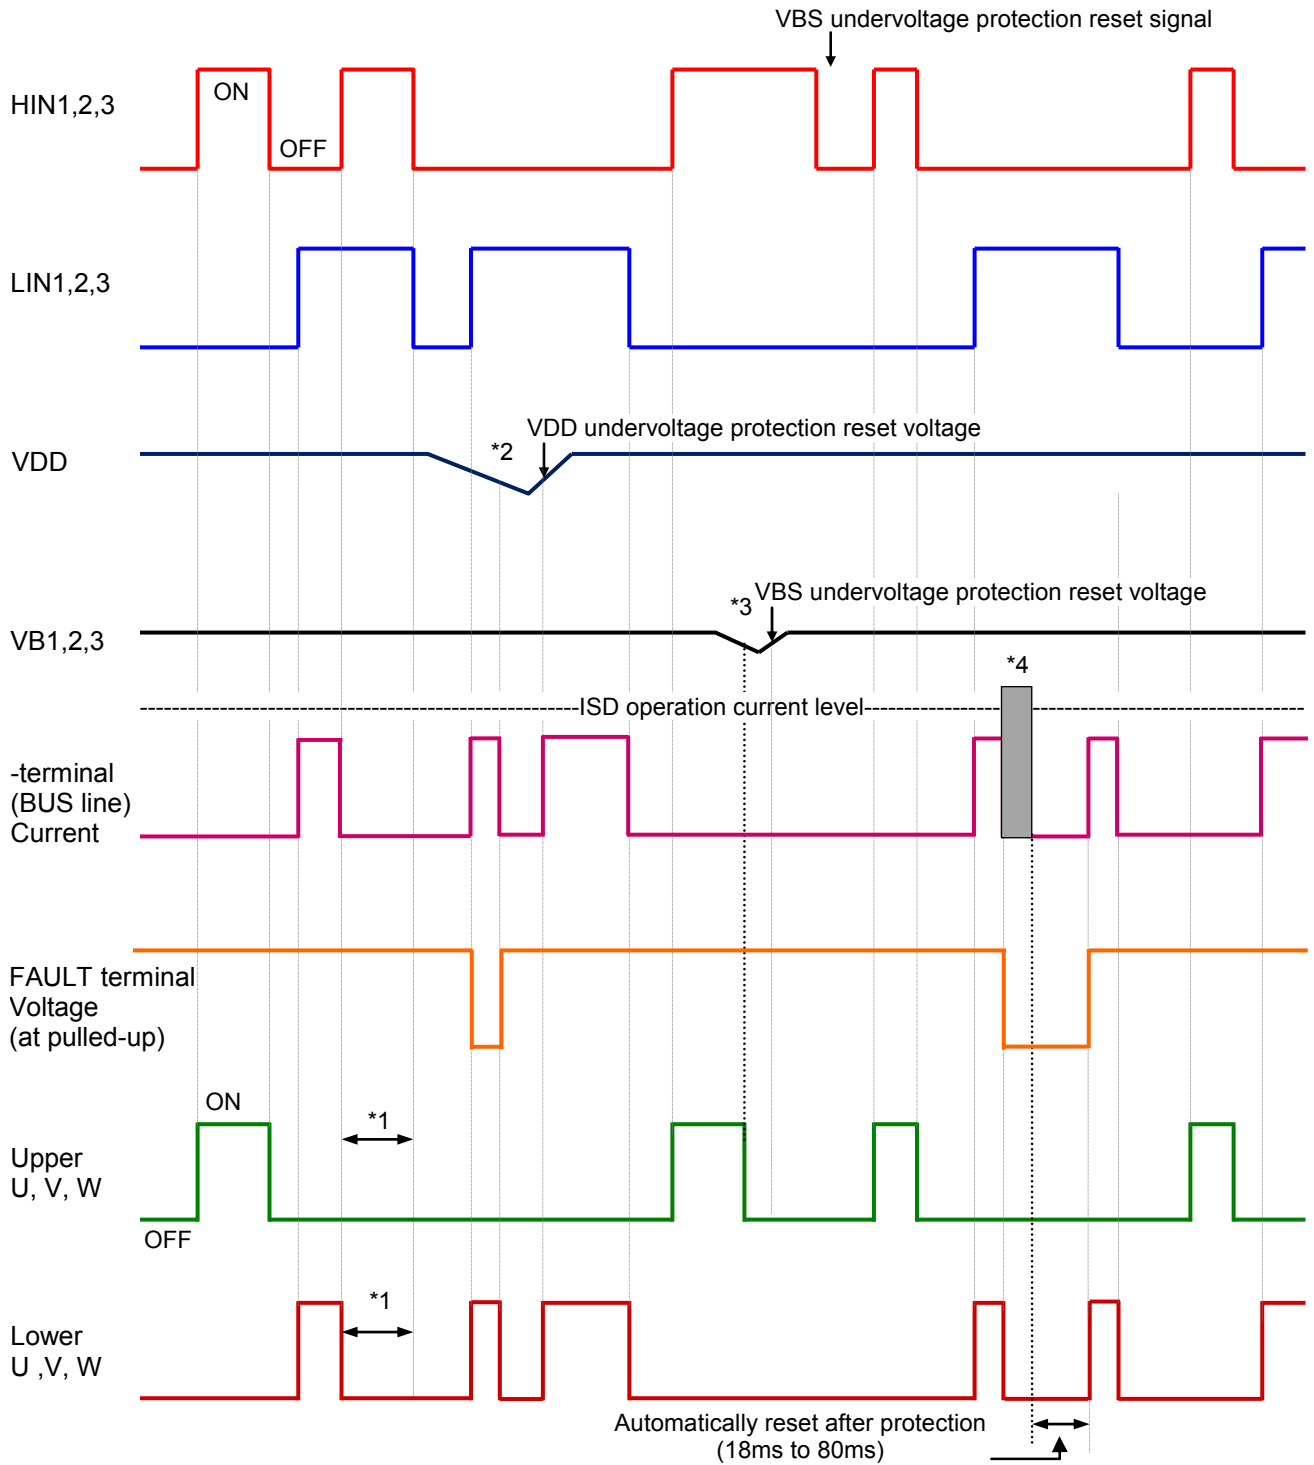 VBS undervoltage protection reset signal
HIN1,2,3
ON
OFF
LIN1,2,3
VDD undervoltage protection reset voltage
*2
VDD
VBS undervoltage protection reset voltage
*3
VB1,2,3
*4
ISD operation current level
-terminal
(BUS line)
Current
FAULT terminal
Voltage
(at pulled-up)
ON
*1
Upper
U, V, W
OFF
*1
Lower
U ,V, W
Automatically reset after protection
(18ms to 80ms)